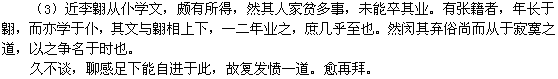 （3）近李翱从仆学文，颇有所得，然其人家贫多事，未能卒其业。有张籍者，年长于
翱，而亦学于仆，其文与翱相上下，一二年业之，庶几乎至也。然闵其弃俗尚而从于寂寞之
道，以之争名于时也。
久不谈，聊感足下能自进于此，故复发愤一道。愈再拜。